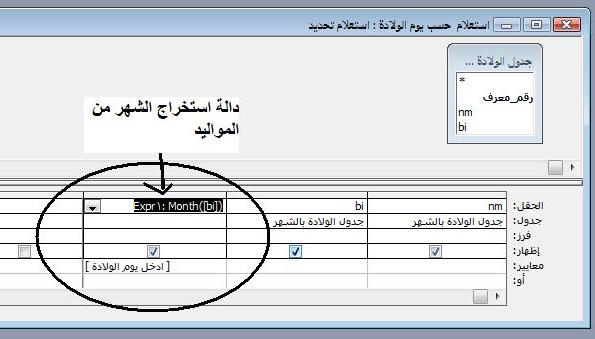 استعلام حسب يوم الولادة : استعلام تحديد
جدول الولادة ...
*
رقم_معرف
nm
bi
دالة استخراج الشهر من
المواليد
الحقل: nm bi Expr١: Month([bi])
جدول: جدول الولادة بالشهر جدول الولادة بالشهر
فرز:
إظهار:
معايير: [ ادخل يوم الولادة ]
أو: